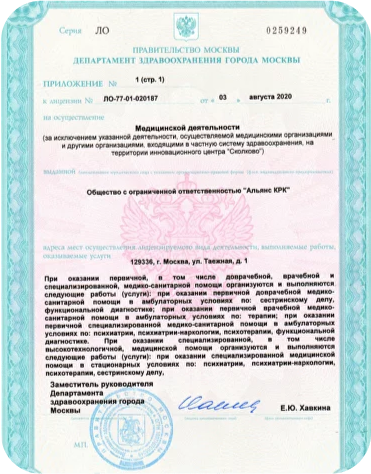 Серия ЛО 0259249
ПРАВИТЕЛЬСТВО МОСКВЫ
ДЕПАРТАМЕНТ ЗДРАВООХРАНЕНИЯ ГОРОДА МОСКВЫ
ПРИЛОЖЕНИЕ № 1 (стр. 1)
к лицензии № ЛО-77-01-020187 от « 03 » августа 2020 г.
на осуществление
Медицинской деятельности
(за исключением указанной деятельности, осуществляемой медицинскими организациями
и другими организациями, входящими в частную систему здравоохранения, на
территории инновационного центра "Сколково")
выданной
Общество с ограниченной ответственностью "Альянс КРК"
адреса мест осуществления лицензируемого вида деятельности, выполняемые работы,
оказываемые услуги
129336, г. Москва, ул. Таежная, д. 1
При оказании первичной, в том числе доврачебной, врачебной и
специализированной, медико-санитарной помощи организуются и выполняются
следующие работы (услуги): при оказании первичной доврачебной медико-
санитарной помощи в амбулаторных условиях по: сестринскому делу,
функциональной диагностике; при оказании первичной врачебной медико-
санитарной помощи в амбулаторных условиях по: терапии; при оказании
первичной специализированной медико-санитарной помощи в амбулаторных
условиях по: психиатрии, психиатрии-наркологии, психотерапии, функциональной
диагностике. При оказании специализированной, в том числе
высокотехнологичной, медицинской помощи организуются и выполняются
следующие работы (услуги): при оказании специализированной медицинской
помощи в стационарных условиях по: психиатрии, психиатрии-наркологии,
психотерапии, сестринскому делу,
Заместитель руководителя
Департамента
здравоохранения города
Москвы Е.Ю. Хавкина
М.П.